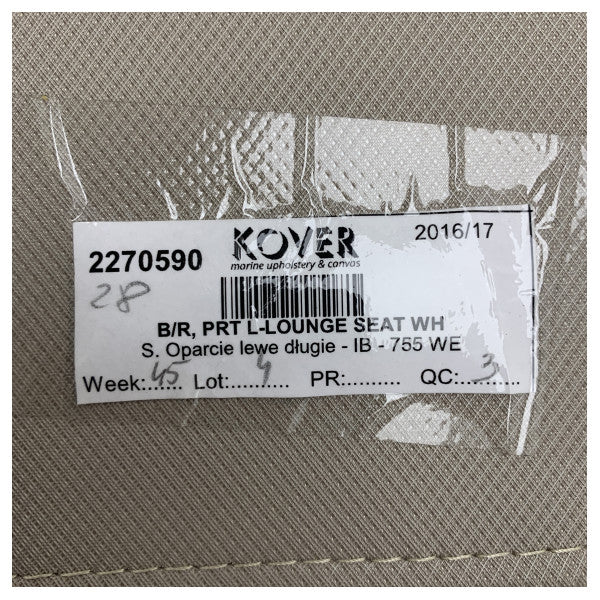 2270590 KOVER 2016/17
marine upholstery & canvas
28
B/R, PRT L-LOUNGE SEAT WH
S. Oparcie lewe długie - IB - 755 WE
Week:..45.... Lot:....4.... PR:......... QC:....3.....